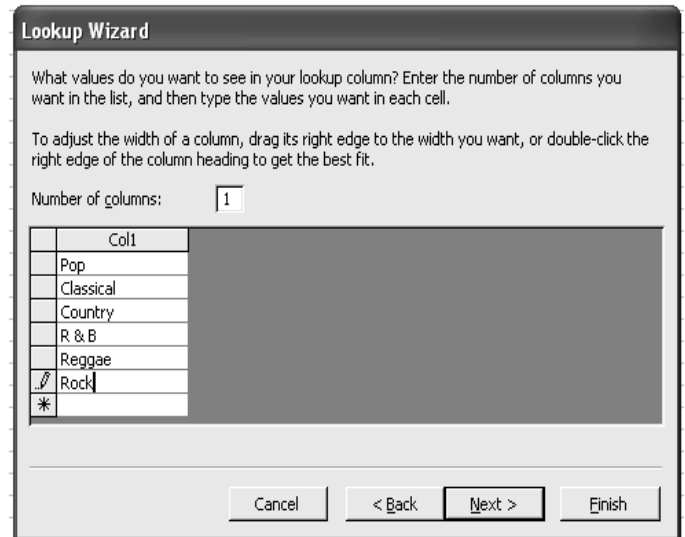 Lookup Wizard
What values do you want to see in your lookup column? Enter the number of columns you
want in the list, and then type the values you want in each cell.
To adjust the width of a column, drag its right edge to the width you want, or double-click the
right edge of the column heading to get the best fit.
Number of columns: 1
Col1
Pop
Classical
Country
R & B
Reggae
Rock
Cancel < Back Next > Finish